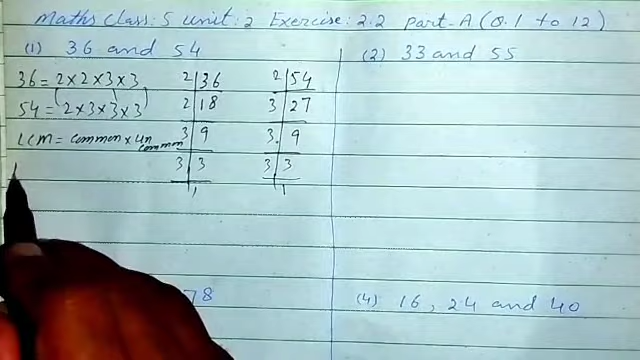 Maths Class: 5 unit: 2 Exercise: 2.2 part-A (Q.1 to 12)
(1) 36 and 54
36 = 2×2×3×3
54 = 2×3×3×3
LCM = common × un common
2 36
2 18
3 9
3 3
1
2 54
3 27
3 9
3 3
1
(2) 33 and 55
78
(4) 16, 24 and 40